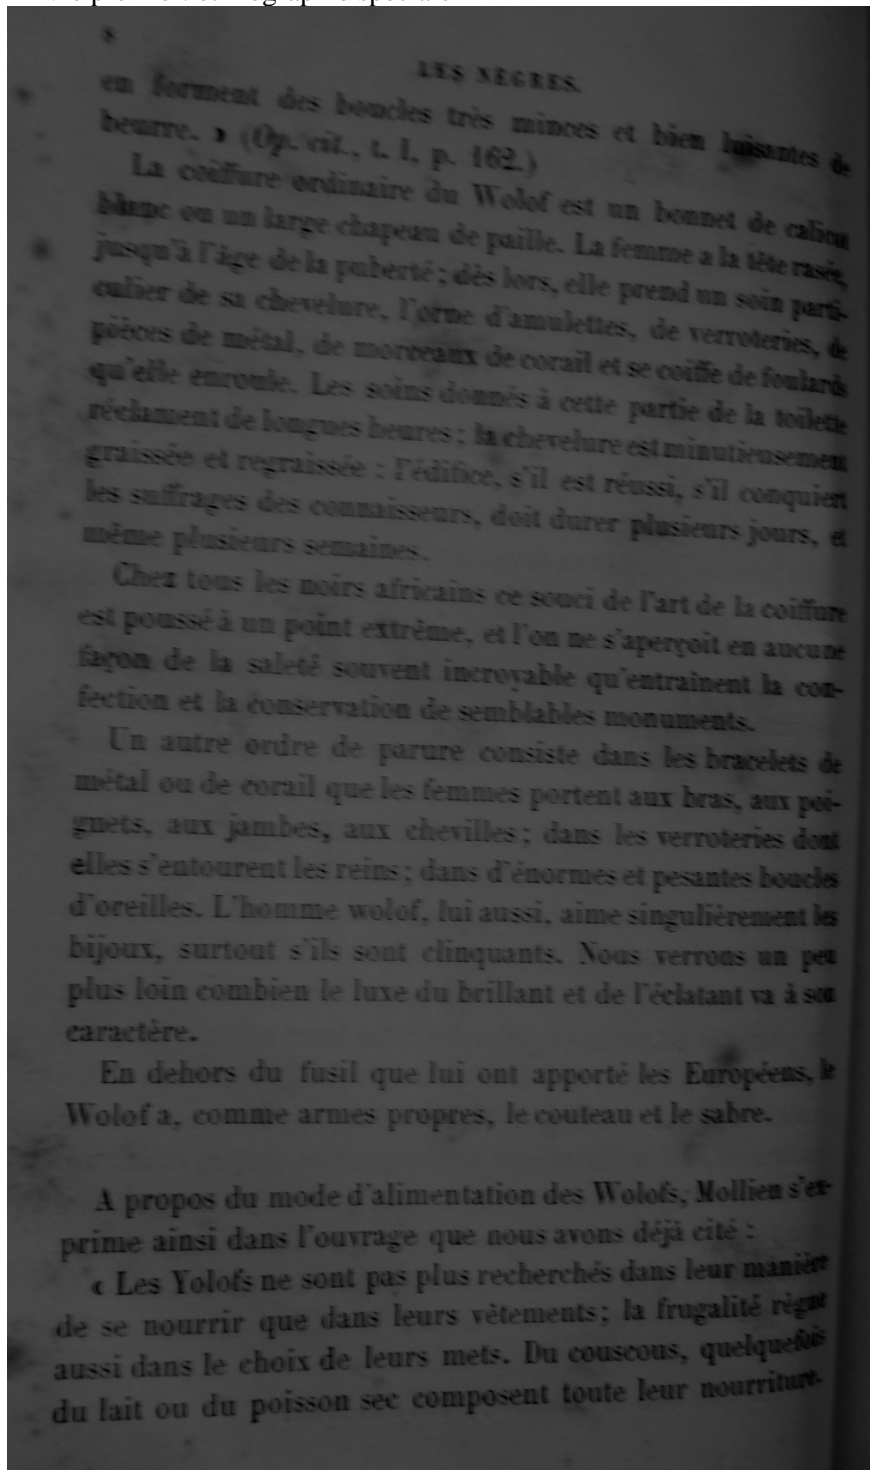 8
LES NÈGRES.
en forment des boucles très minces et bien luisantes de
beurre. » (Op. cit., t. I, p. 162.)
La coiffure ordinaire du Wolof est un bonnet de calicot
blanc ou un large chapeau de paille. La femme a la tête rasée,
jusqu'à l'âge de la puberté ; dès lors, elle prend un soin parti-
culier de sa chevelure, l'orne d'amulettes, de verroteries, de
pièces de métal, de morceaux de corail et se coiffe de foulards
qu'elle enroule. Les soins donnés à cette partie de la toilette
réclament de longues heures ; la chevelure est minutieusement
graissée et regraissée : l'édifice, s'il est réussi, s'il conquiert
les suffrages des connaisseurs, doit durer plusieurs jours, et
même plusieurs semaines.
Chez tous les noirs africains ce souci de l'art de la coiffure
est poussé à un point extrême, et l'on ne s'aperçoit en aucune
façon de la saleté souvent incroyable qu'entraînent la con-
fection et la conservation de semblables monuments.
Un autre ordre de parure consiste dans les bracelets de
métal ou de corail que les femmes portent aux bras, aux poi-
gnets, aux jambes, aux chevilles ; dans les verroteries dont
elles s'entourent les reins ; dans d'énormes et pesantes boucles
d'oreilles. L'homme wolof, lui aussi, aime singulièrement les
bijoux, surtout s'ils sont clinquants. Nous verrons un peu
plus loin combien le luxe du brillant et de l'éclatant va à son
caractère.
En dehors du fusil que lui ont apporté les Européens, le
Wolof a, comme armes propres, le couteau et le sabre.
A propos du mode d'alimentation des Wolofs, Mollien s'ex-
prime ainsi dans l'ouvrage que nous avons déjà cité :
« Les Yolofs ne sont pas plus recherchés dans leur manière
de se nourrir que dans leurs vêtements ; la frugalité règne
aussi dans le choix de leurs mets. Du couscous, quelquefois
du lait ou du poisson sec composent toute leur nourriture.